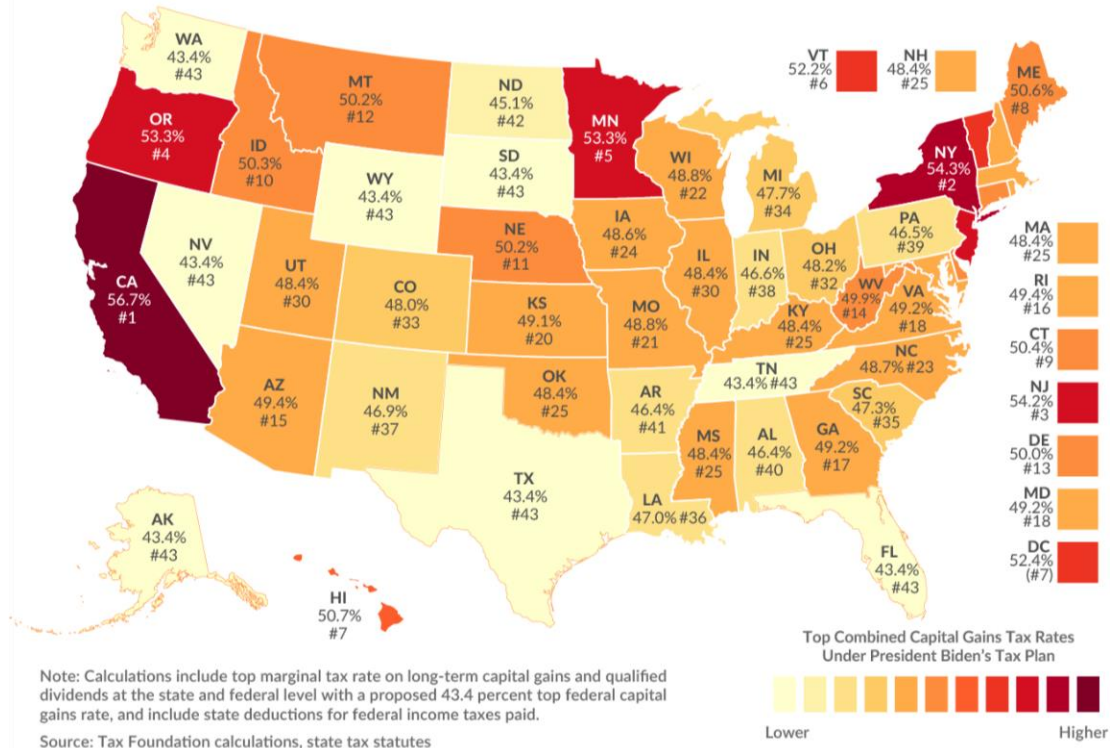 WA
43.4%
#43
MT
50.2%
#12
ND
45.1%
#42
MN
53.3%
#5
VT
52.2%
#6
NH
48.4%
#25
ME
50.6%
#8
OR
53.3%
#4
ID
50.3%
#10
SD
43.4%
#43
WI
48.8%
#22
MI
47.7%
#34
NY
54.3%
#2
WY
43.4%
#43
NV
43.4%
#43
CA
56.7%
#1
UT
48.4%
#30
CO
48.0%
#33
NE
50.2%
#11
IA
48.6%
#24
IL
48.4%
#30
IN
46.6%
#38
OH
48.2%
#32
PA
46.5%
#39
WV
49.9%
#14
VA
49.2%
#18
KS
49.1%
#20
MO
48.8%
#21
KY
48.4%
#25
NC
48.7% #23
TN
43.4% #43
SC
47.3%
#35
AZ
49.4%
#15
NM
46.9%
#37
OK
48.4%
#25
AR
46.4%
#41
MS
48.4%
#25
AL
46.4%
#40
GA
49.2%
#17
TX
43.4%
#43
LA
47.0% #36
FL
43.4%
#43
AK
43.4%
#43
HI
50.7%
#7
MA
48.4%
#25
RI
49.4%
#16
CT
50.4%
#9
NJ
54.2%
#3
DE
50.0%
#13
MD
49.2%
#18
DC
52.4%
(#7)
Top Combined Capital Gains Tax Rates
Under President Biden's Tax Plan
Lower
Higher
Note: Calculations include top marginal tax rate on long-term capital gains and qualified
dividends at the state and federal level with a proposed 43.4 percent top federal capital
gains rate, and include state deductions for federal income taxes paid.
Source: Tax Foundation calculations, state tax statutes